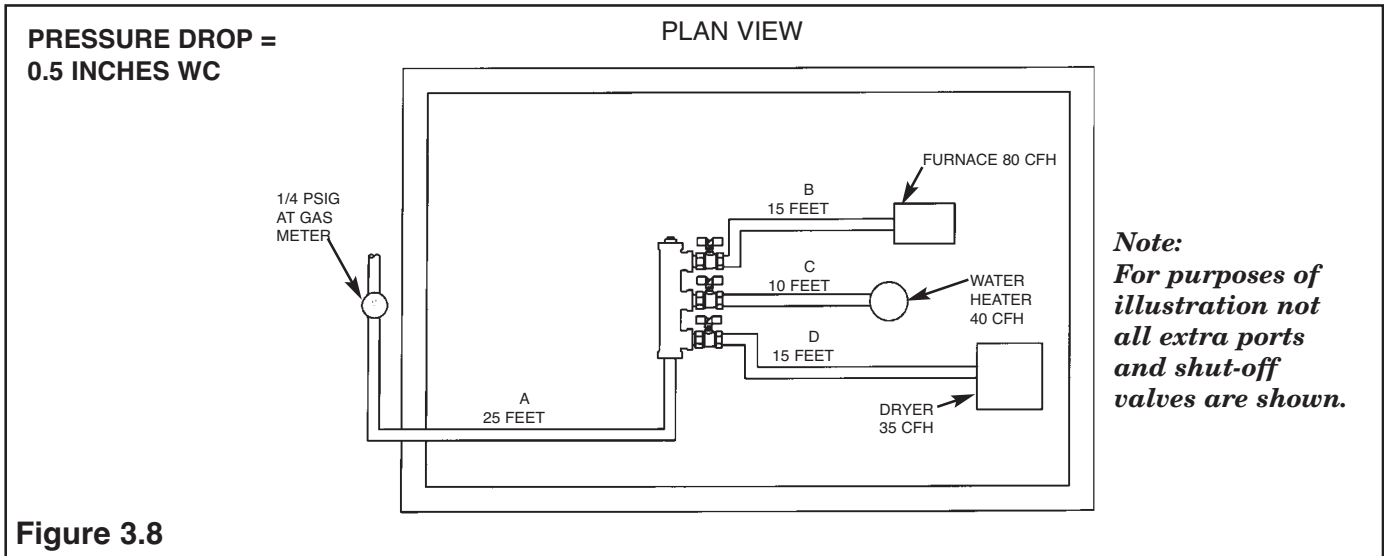 PRESSURE DROP =
0.5 INCHES WC
PLAN VIEW
1/4 PSIG
AT GAS
METER
A
25 FEET
B
15 FEET
FURNACE 80 CFH
C
10 FEET
WATER
HEATER
40 CFH
D
15 FEET
DRYER
35 CFH
Note:
For purposes of
illustration not
all extra ports
and shut-off
valves are shown.
Figure 3.8